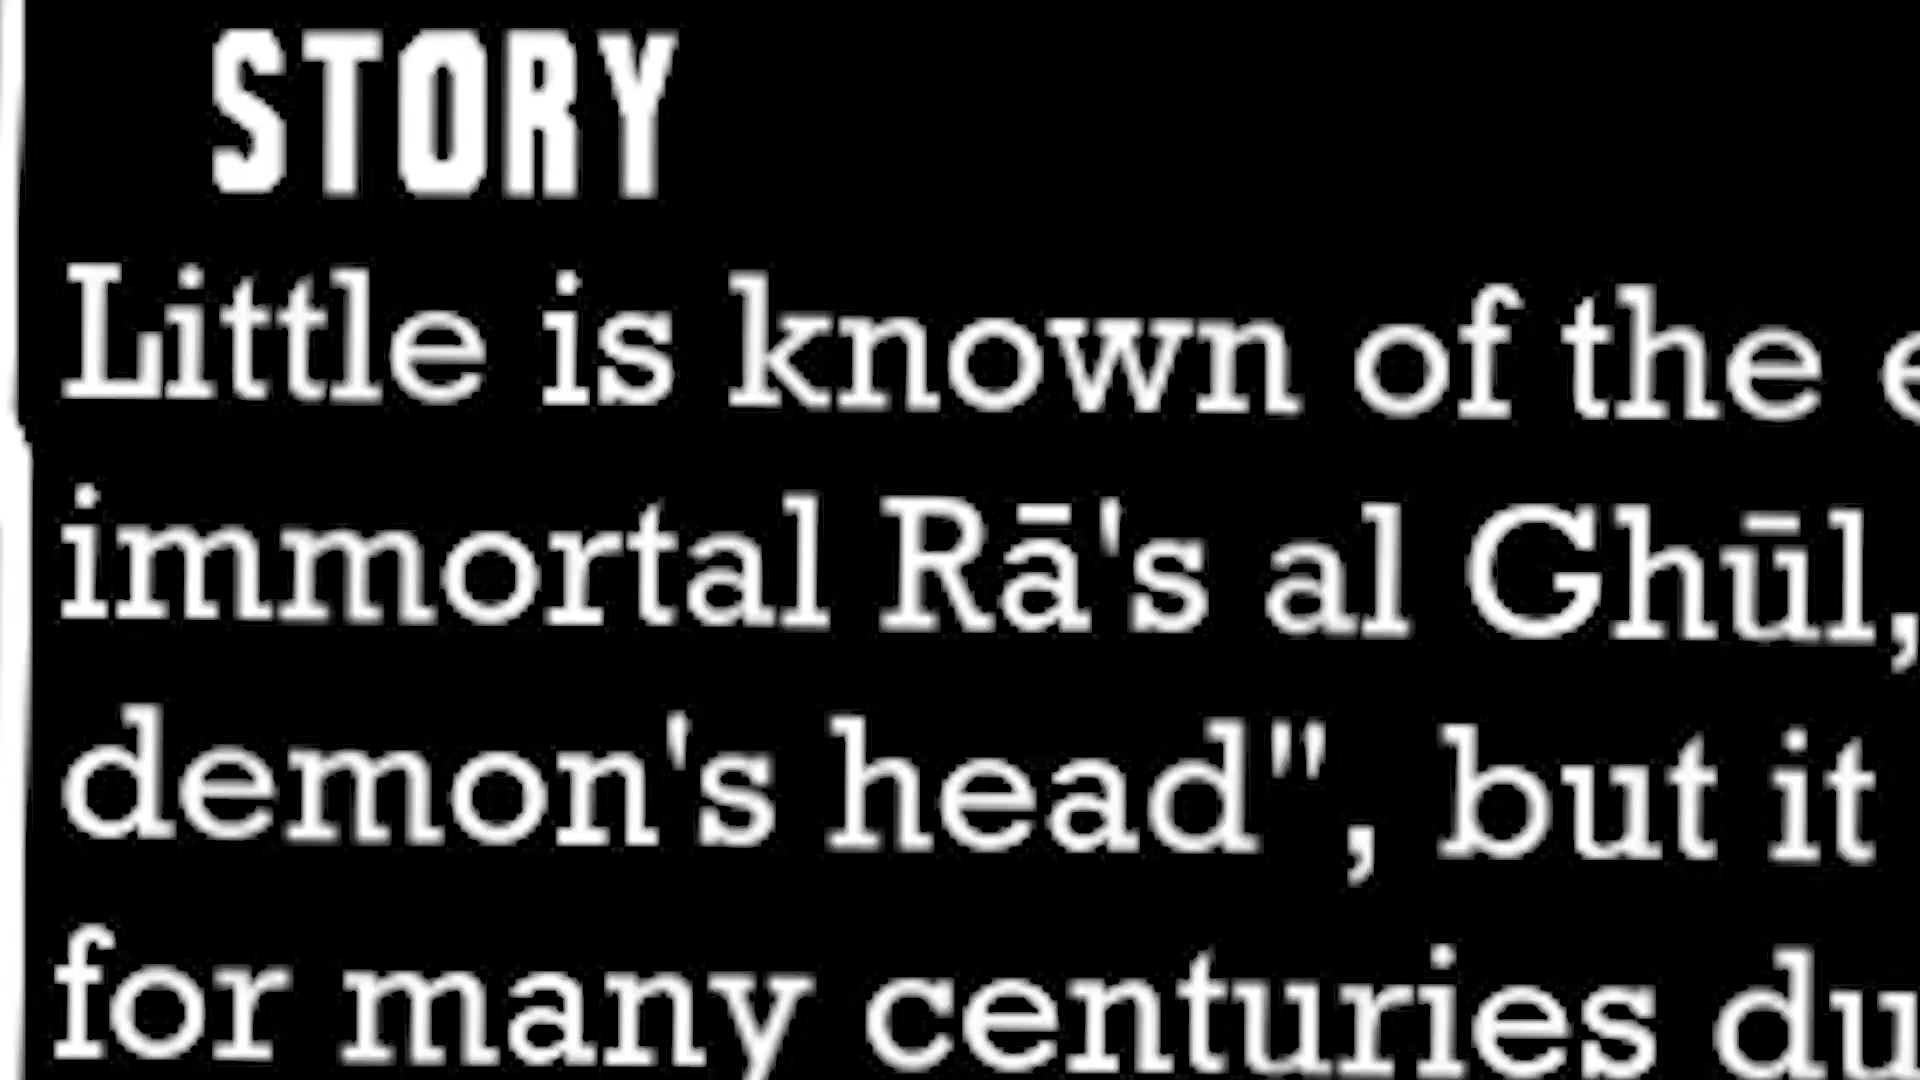 STORY
Little is known of the
immortal Rā's al Ghūl,
demon's head", but it
for many centuries